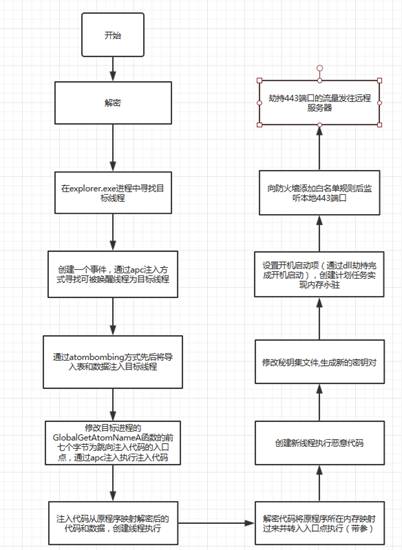 开始
解密
在explorer.exe进程中寻找目
标线程
创建一个事件，通过apc注入方
式寻找可被唤醒线程为目标线程
通过atombombing方式先后将导
入表和数据注入目标线程
修改目标进程的
GlobalGetAtomNameA函数的前
七个字节为跳向注入代码的入口
点，通过apc注入执行注入代码
注入代码从原程序映射解密后的
代码和数据，创建线程执行
解密代码将原程序所在内存映射
过来并转入入口点执行（带参）
创建新线程执行恶意代码
修改秘钥集文件,生成新的密钥对
设置开机启动项（通过dll劫持完
成开机启动），创建计划任务实
现内存永驻
向防火墙添加白名单规则后监
听本地443端口
劫持443端口的流量发往远程
服务器